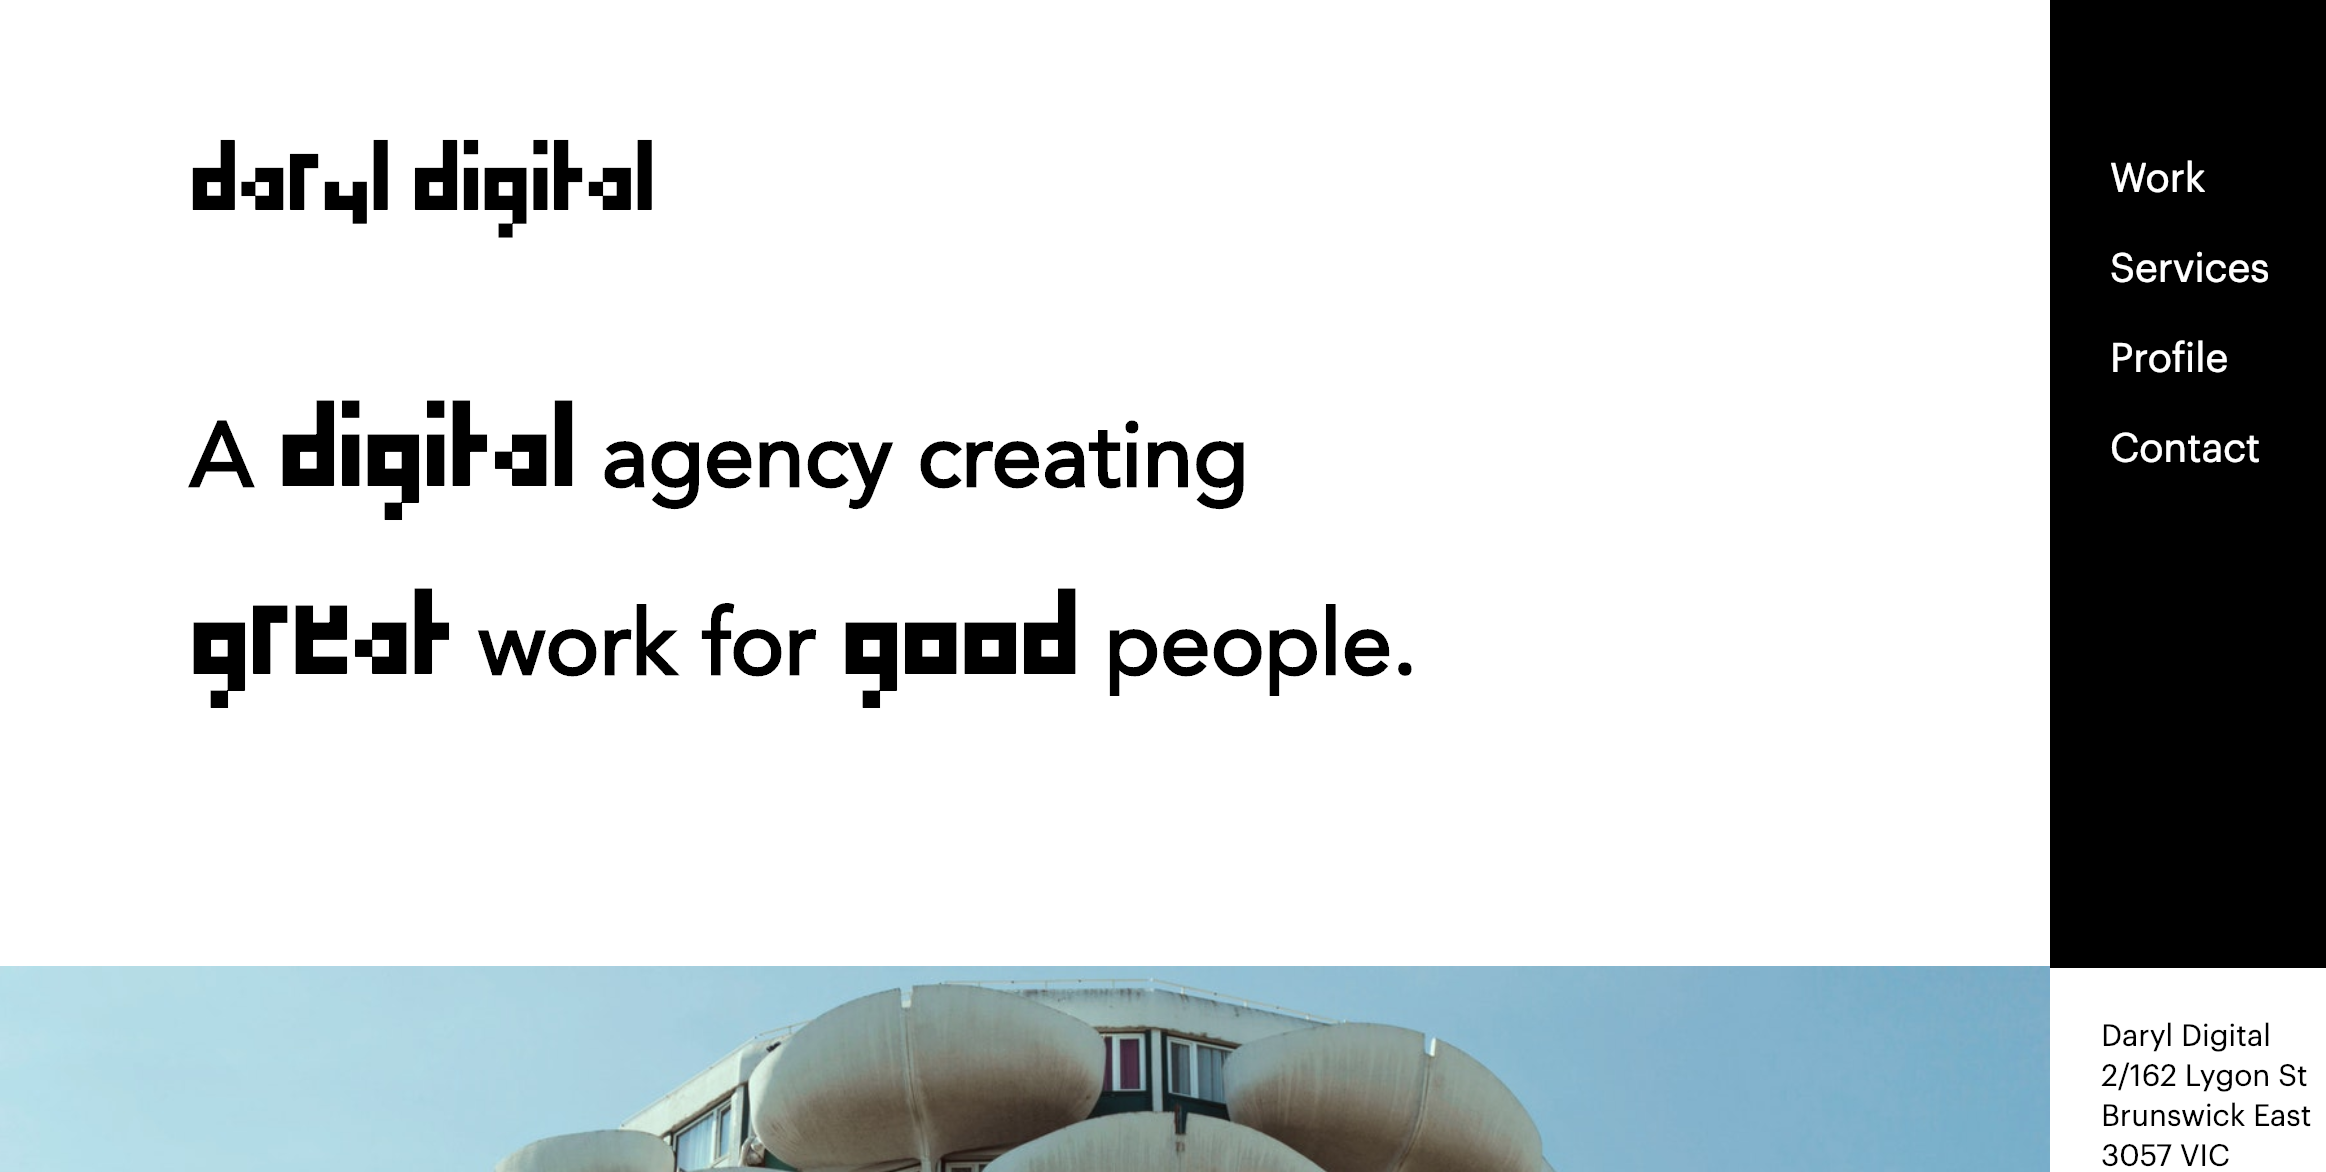 daryl digital
A digital agency creating
great work for good people.
Work
Services
Profile
Contact
Daryl Digital
2/162 Lygon St
Brunswick East
3057 VIC